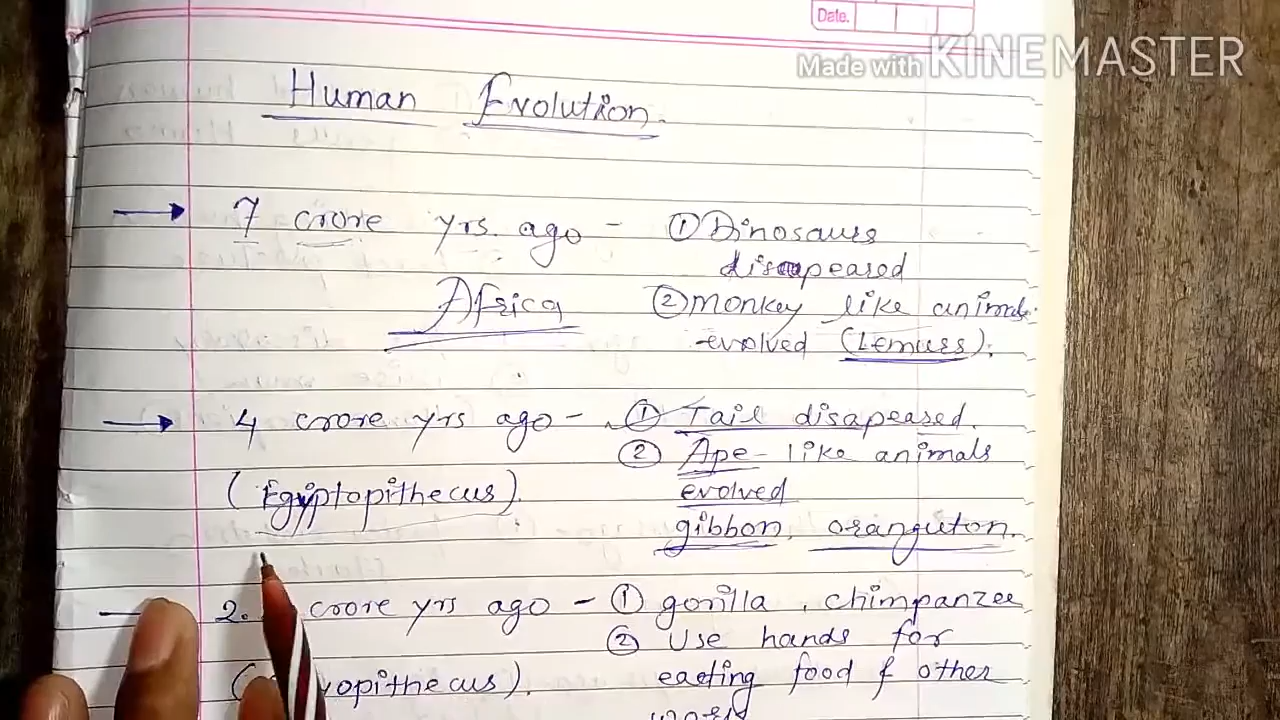 Date.
Made with KINEMASTER
Human Evolution.
7 crore yrs. ago - ① Dinosaurs
disapeared
Africa ② monkey like animals
evolved (Lemurs).
4 crore yrs ago - ① Tail disapeared.
(Egyptopithecus). ② Ape-like animals
evolved
gibbon, oranguton.
2. crore yrs ago - ① gorilla, chimpanzee
② Use hands for
opithecus). eating food & other